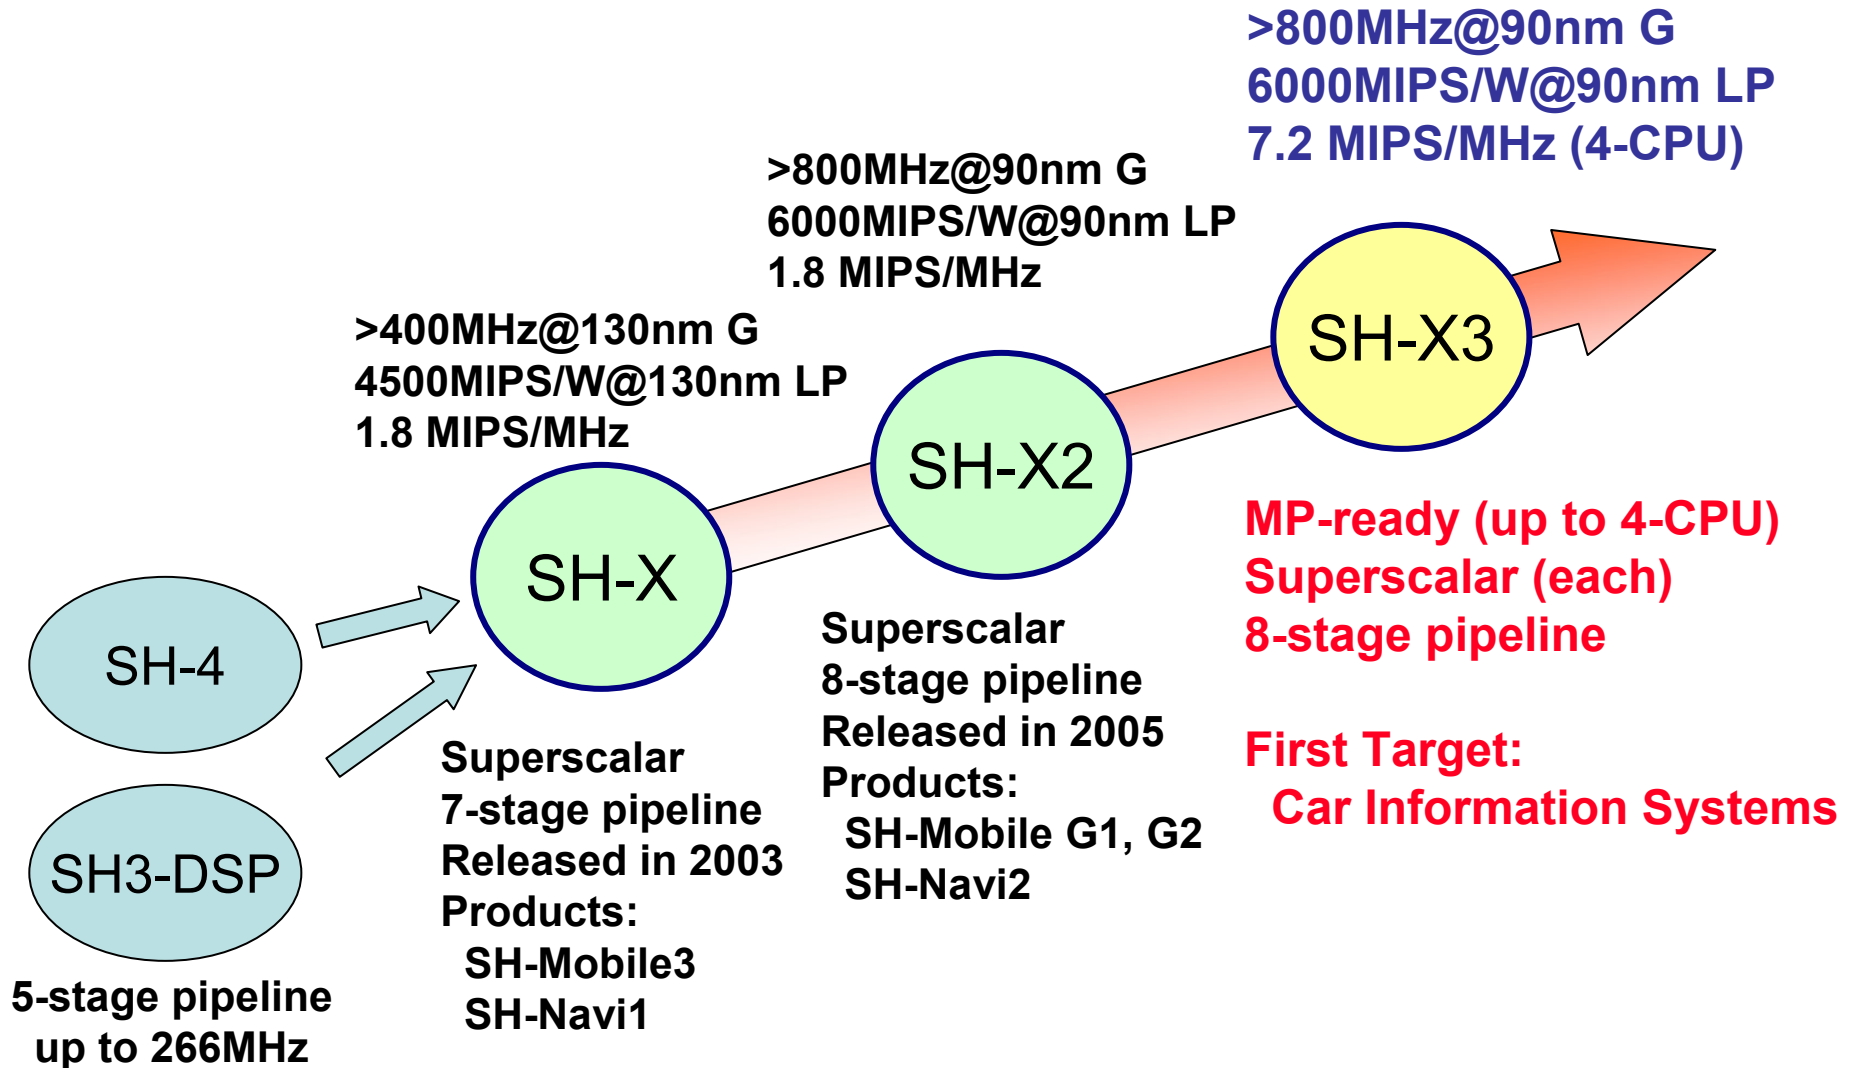 SH-4
SH3-DSP
5-stage pipeline
up to 266MHz
>400MHz@130nm G
4500MIPS/W@130nm LP
1.8 MIPS/MHz
SH-X
Superscalar
7-stage pipeline
Released in 2003
Products:
SH-Mobile3
SH-Navi1
>800MHz@90nm G
6000MIPS/W@90nm LP
1.8 MIPS/MHz
SH-X2
Superscalar
8-stage pipeline
Released in 2005
Products:
SH-Mobile G1, G2
SH-Navi2
>800MHz@90nm G
6000MIPS/W@90nm LP
7.2 MIPS/MHz (4-CPU)
SH-X3
MP-ready (up to 4-CPU)
Superscalar (each)
8-stage pipeline
First Target:
Car Information Systems